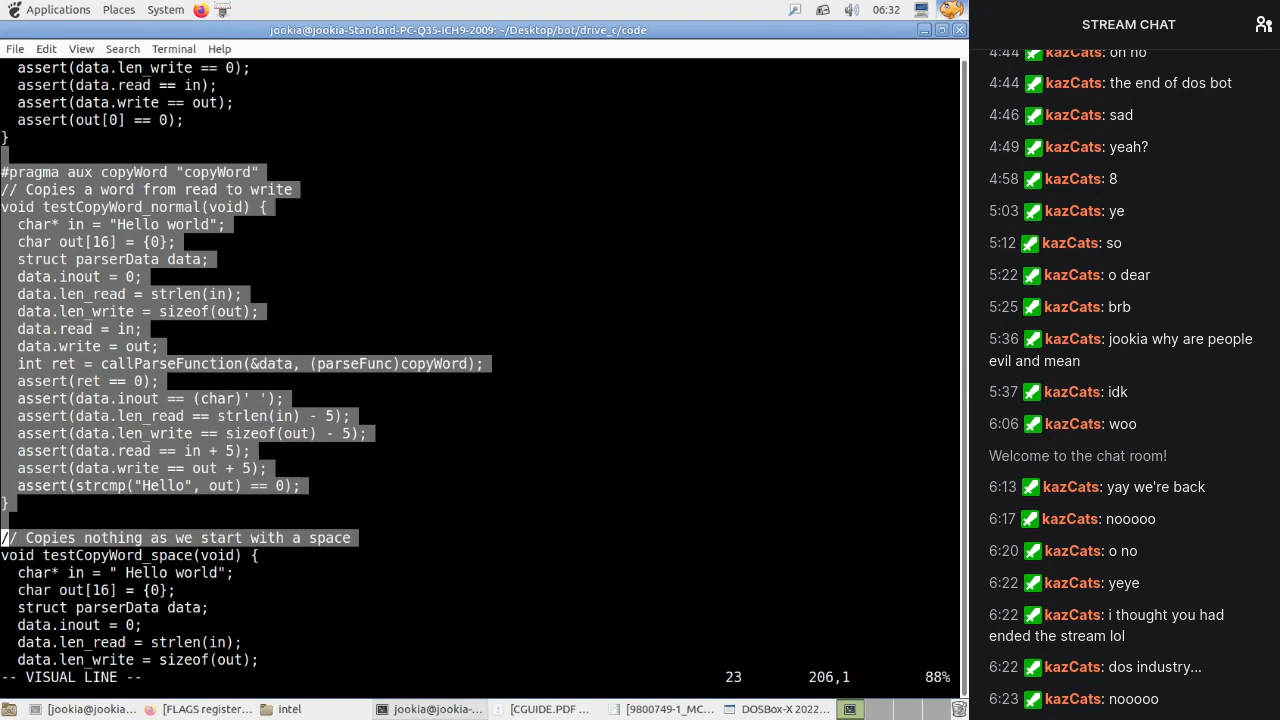 Applications Places System 06:32
jookia@jookia-Standard-PC-Q35-ICH9-2009: ~/Desktop/bot/drive_c/code
File Edit View Search Terminal Help
assert(data.len_write == 0);
assert(data.read == in);
assert(data.write == out);
assert(out[0] == 0);
}
#pragma aux copyWord "copyWord"
// Copies a word from read to write
void testCopyWord_normal(void) {
char* in = "Hello world";
char out[16] = {0};
struct parserData data;
data.inout = 0;
data.len_read = strlen(in);
data.len_write = sizeof(out);
data.read = in;
data.write = out;
int ret = callParseFunction(&data, (parseFunc)copyWord);
assert(ret == 0);
assert(data.inout == (char)' ');
assert(data.len_read == strlen(in) - 5);
assert(data.len_write == sizeof(out) - 5);
assert(data.read == in + 5);
assert(data.write == out + 5);
assert(strcmp("Hello", out) == 0);
}
// Copies nothing as we start with a space
void testCopyWord_space(void) {
char* in = " Hello world";
char out[16] = {0};
struct parserData data;
data.inout = 0;
data.len_read = strlen(in);
data.len_write = sizeof(out);
-- VISUAL LINE -- 23 206,1 88%
[jookia@jookia... [FLAGS register... intel jookia@jookia-... [CGUIDE.PDF ... [9800749-1_MC... DOSBox-X 2022...
STREAM CHAT
4:44 kazCats: oh no
4:44 kazCats: the end of dos bot
4:46 kazCats: sad
4:49 kazCats: yeah?
4:58 kazCats: 8
5:03 kazCats: ye
5:12 kazCats: so
5:22 kazCats: o dear
5:25 kazCats: brb
5:36 kazCats: jookia why are people
evil and mean
5:37 kazCats: idk
6:06 kazCats: woo
Welcome to the chat room!
6:13 kazCats: yay we're back
6:17 kazCats: nooooo
6:20 kazCats: o no
6:22 kazCats: yeye
6:22 kazCats: i thought you had
ended the stream lol
6:22 kazCats: dos industry...
6:23 kazCats: nooooo